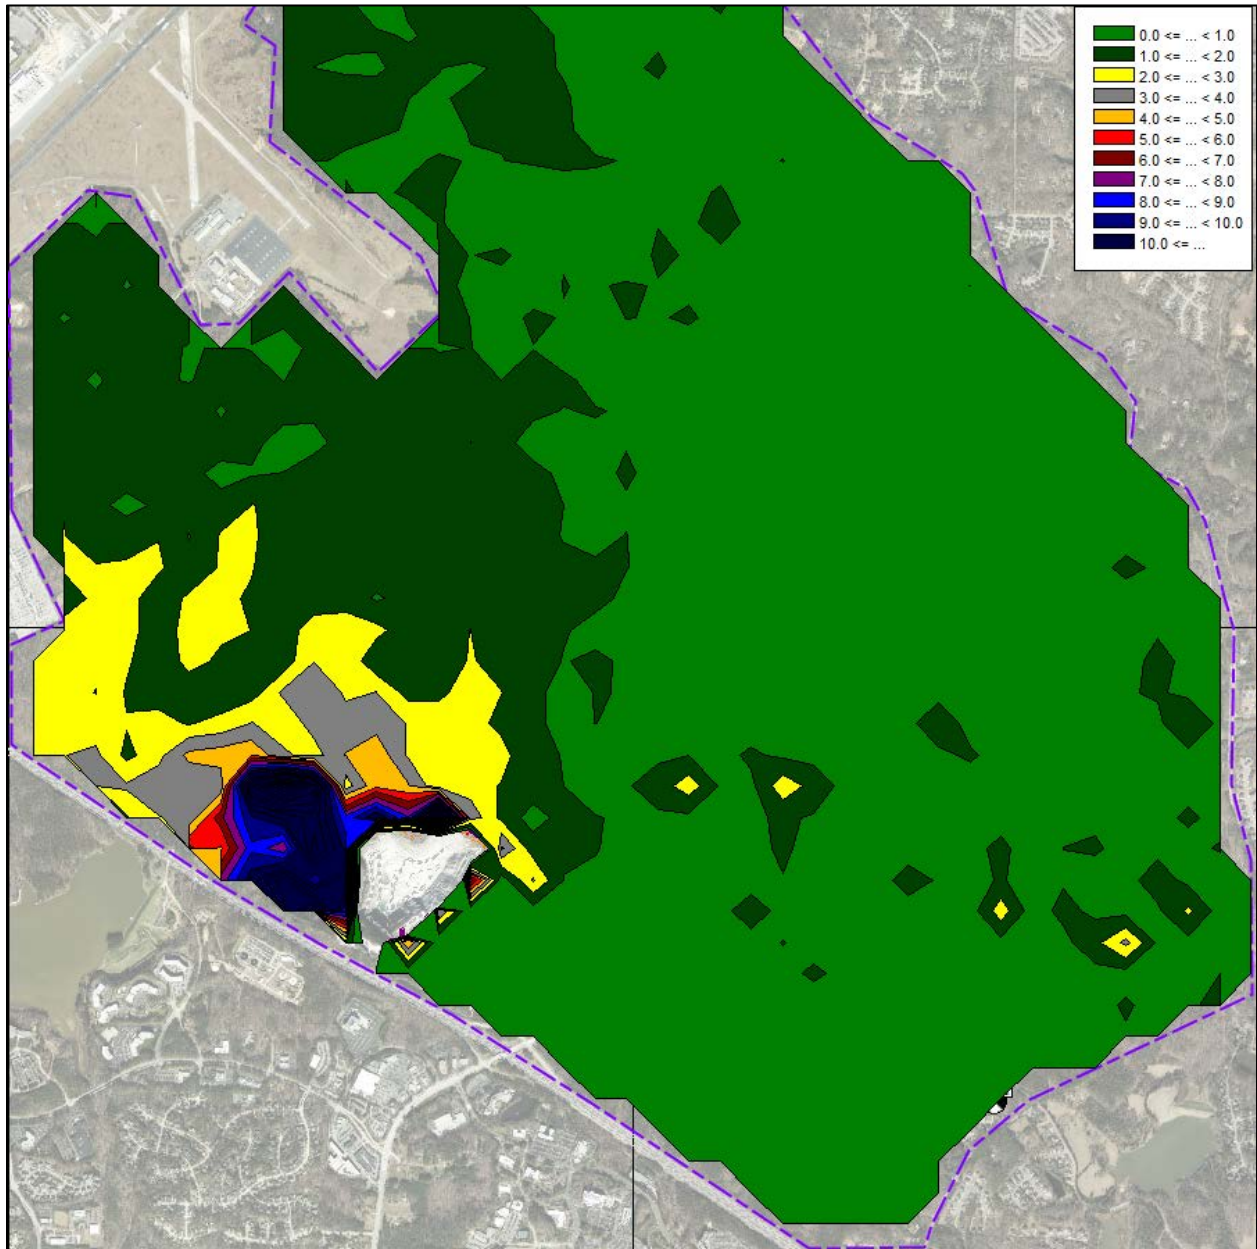 0.0 <= ... < 1.0
1.0 <= ... < 2.0
2.0 <= ... < 3.0
3.0 <= ... < 4.0
4.0 <= ... < 5.0
5.0 <= ... < 6.0
6.0 <= ... < 7.0
7.0 <= ... < 8.0
8.0 <= ... < 9.0
9.0 <= ... < 10.0
10.0 <= ...